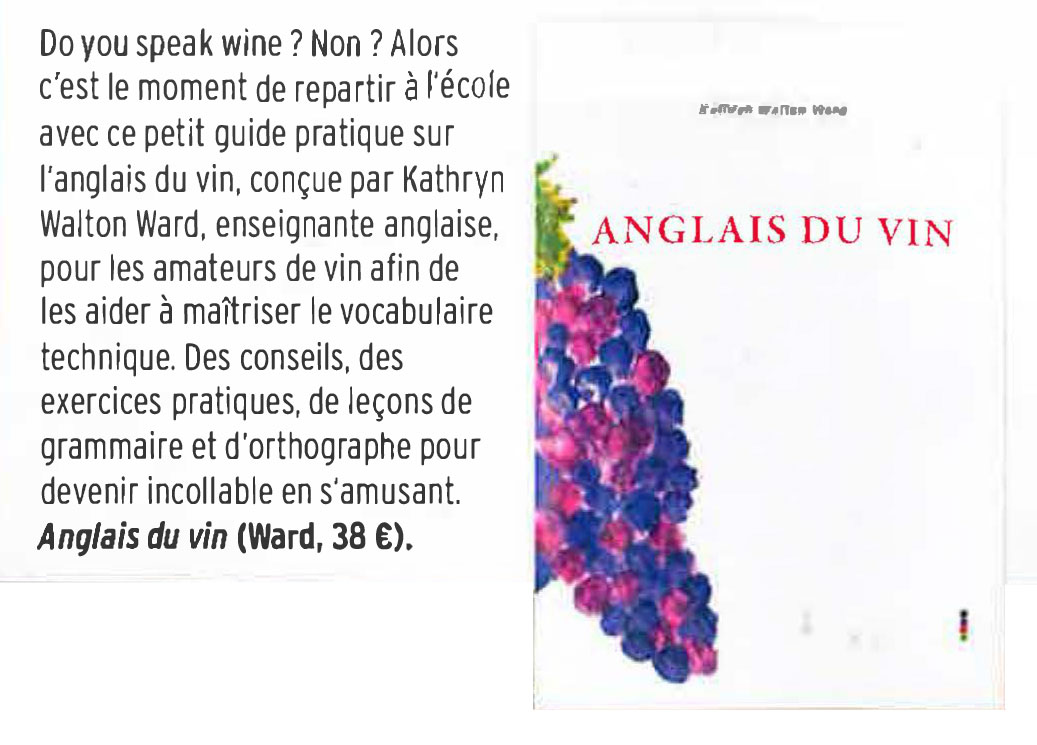 Do you speak wine ? Non ? Alors
c'est le moment de repartir à l'école
avec ce petit guide pratique sur
l'anglais du vin, conçue par Kathryn
Walton Ward, enseignante anglaise,
pour les amateurs de vin afin de
les aider à maîtriser le vocabulaire
technique. Des conseils, des
exercices pratiques, de leçons de
grammaire et d'orthographe pour
devenir incollable en s'amusant.
Anglais du vin (Ward, 38 €).
Kathryn Walton Ward
ANGLAIS DU VIN